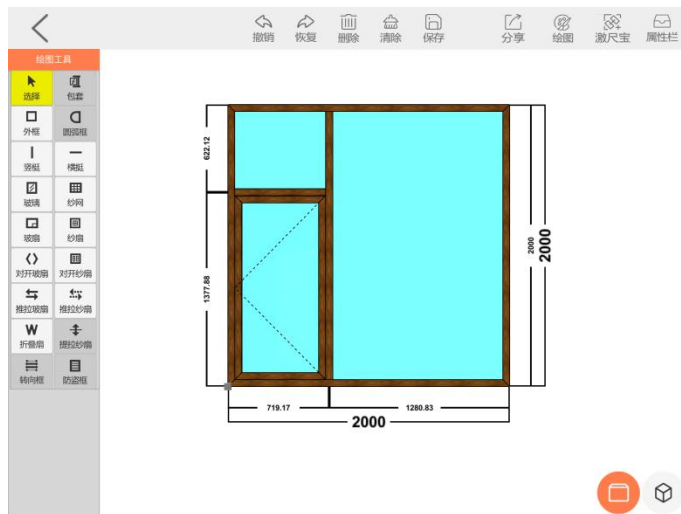 撤销 恢复 删除 清除 保存 分享 绘图 激尺宝 属性栏
绘图工具
选择 包套
外框 圆弧框
竖梃 横梃
玻璃 纱网
玻扇 纱扇
对开玻扇 对开纱扇
推拉玻扇 推拉纱扇
折叠扇 提拉纱扇
转向框 防盗框
622.12
1377.88
2000
2000
719.17 1280.83
2000